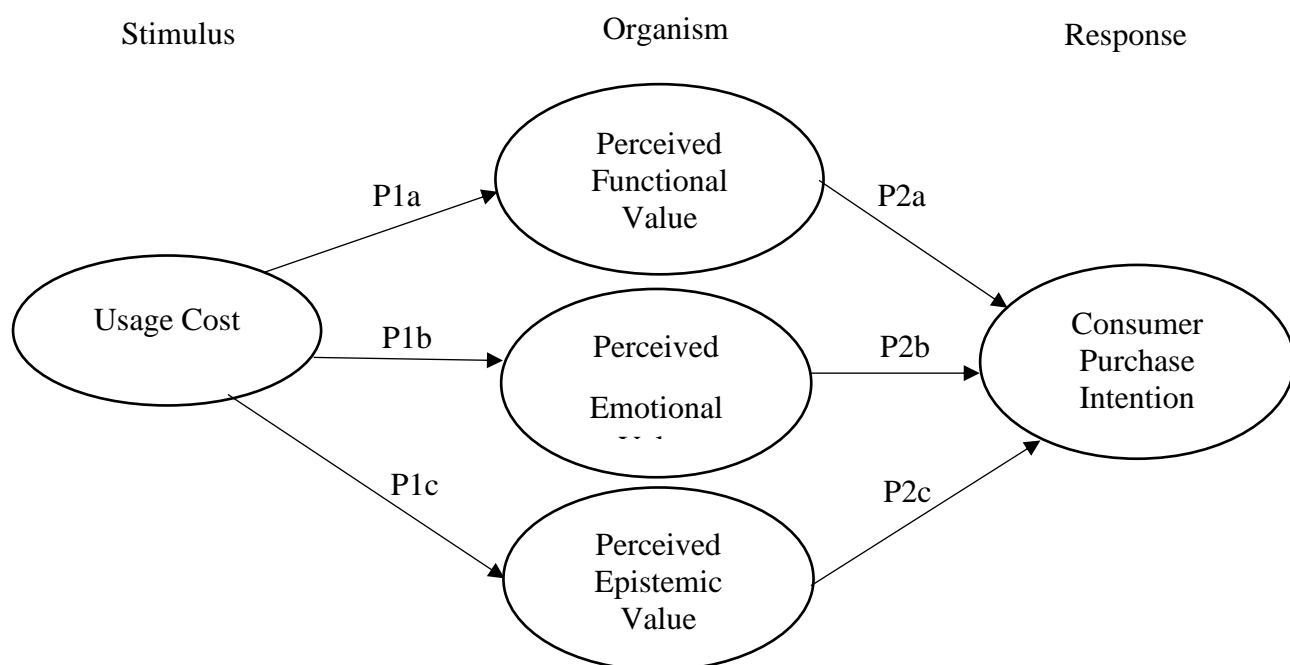 Stimulus
Organism
Response
Perceived
Functional
Value
P1a
P2a
Usage Cost
P1b
Perceived
Emotional
P2b
Consumer
Purchase
Intention
P1c
P2c
Perceived
Epistemic
Value